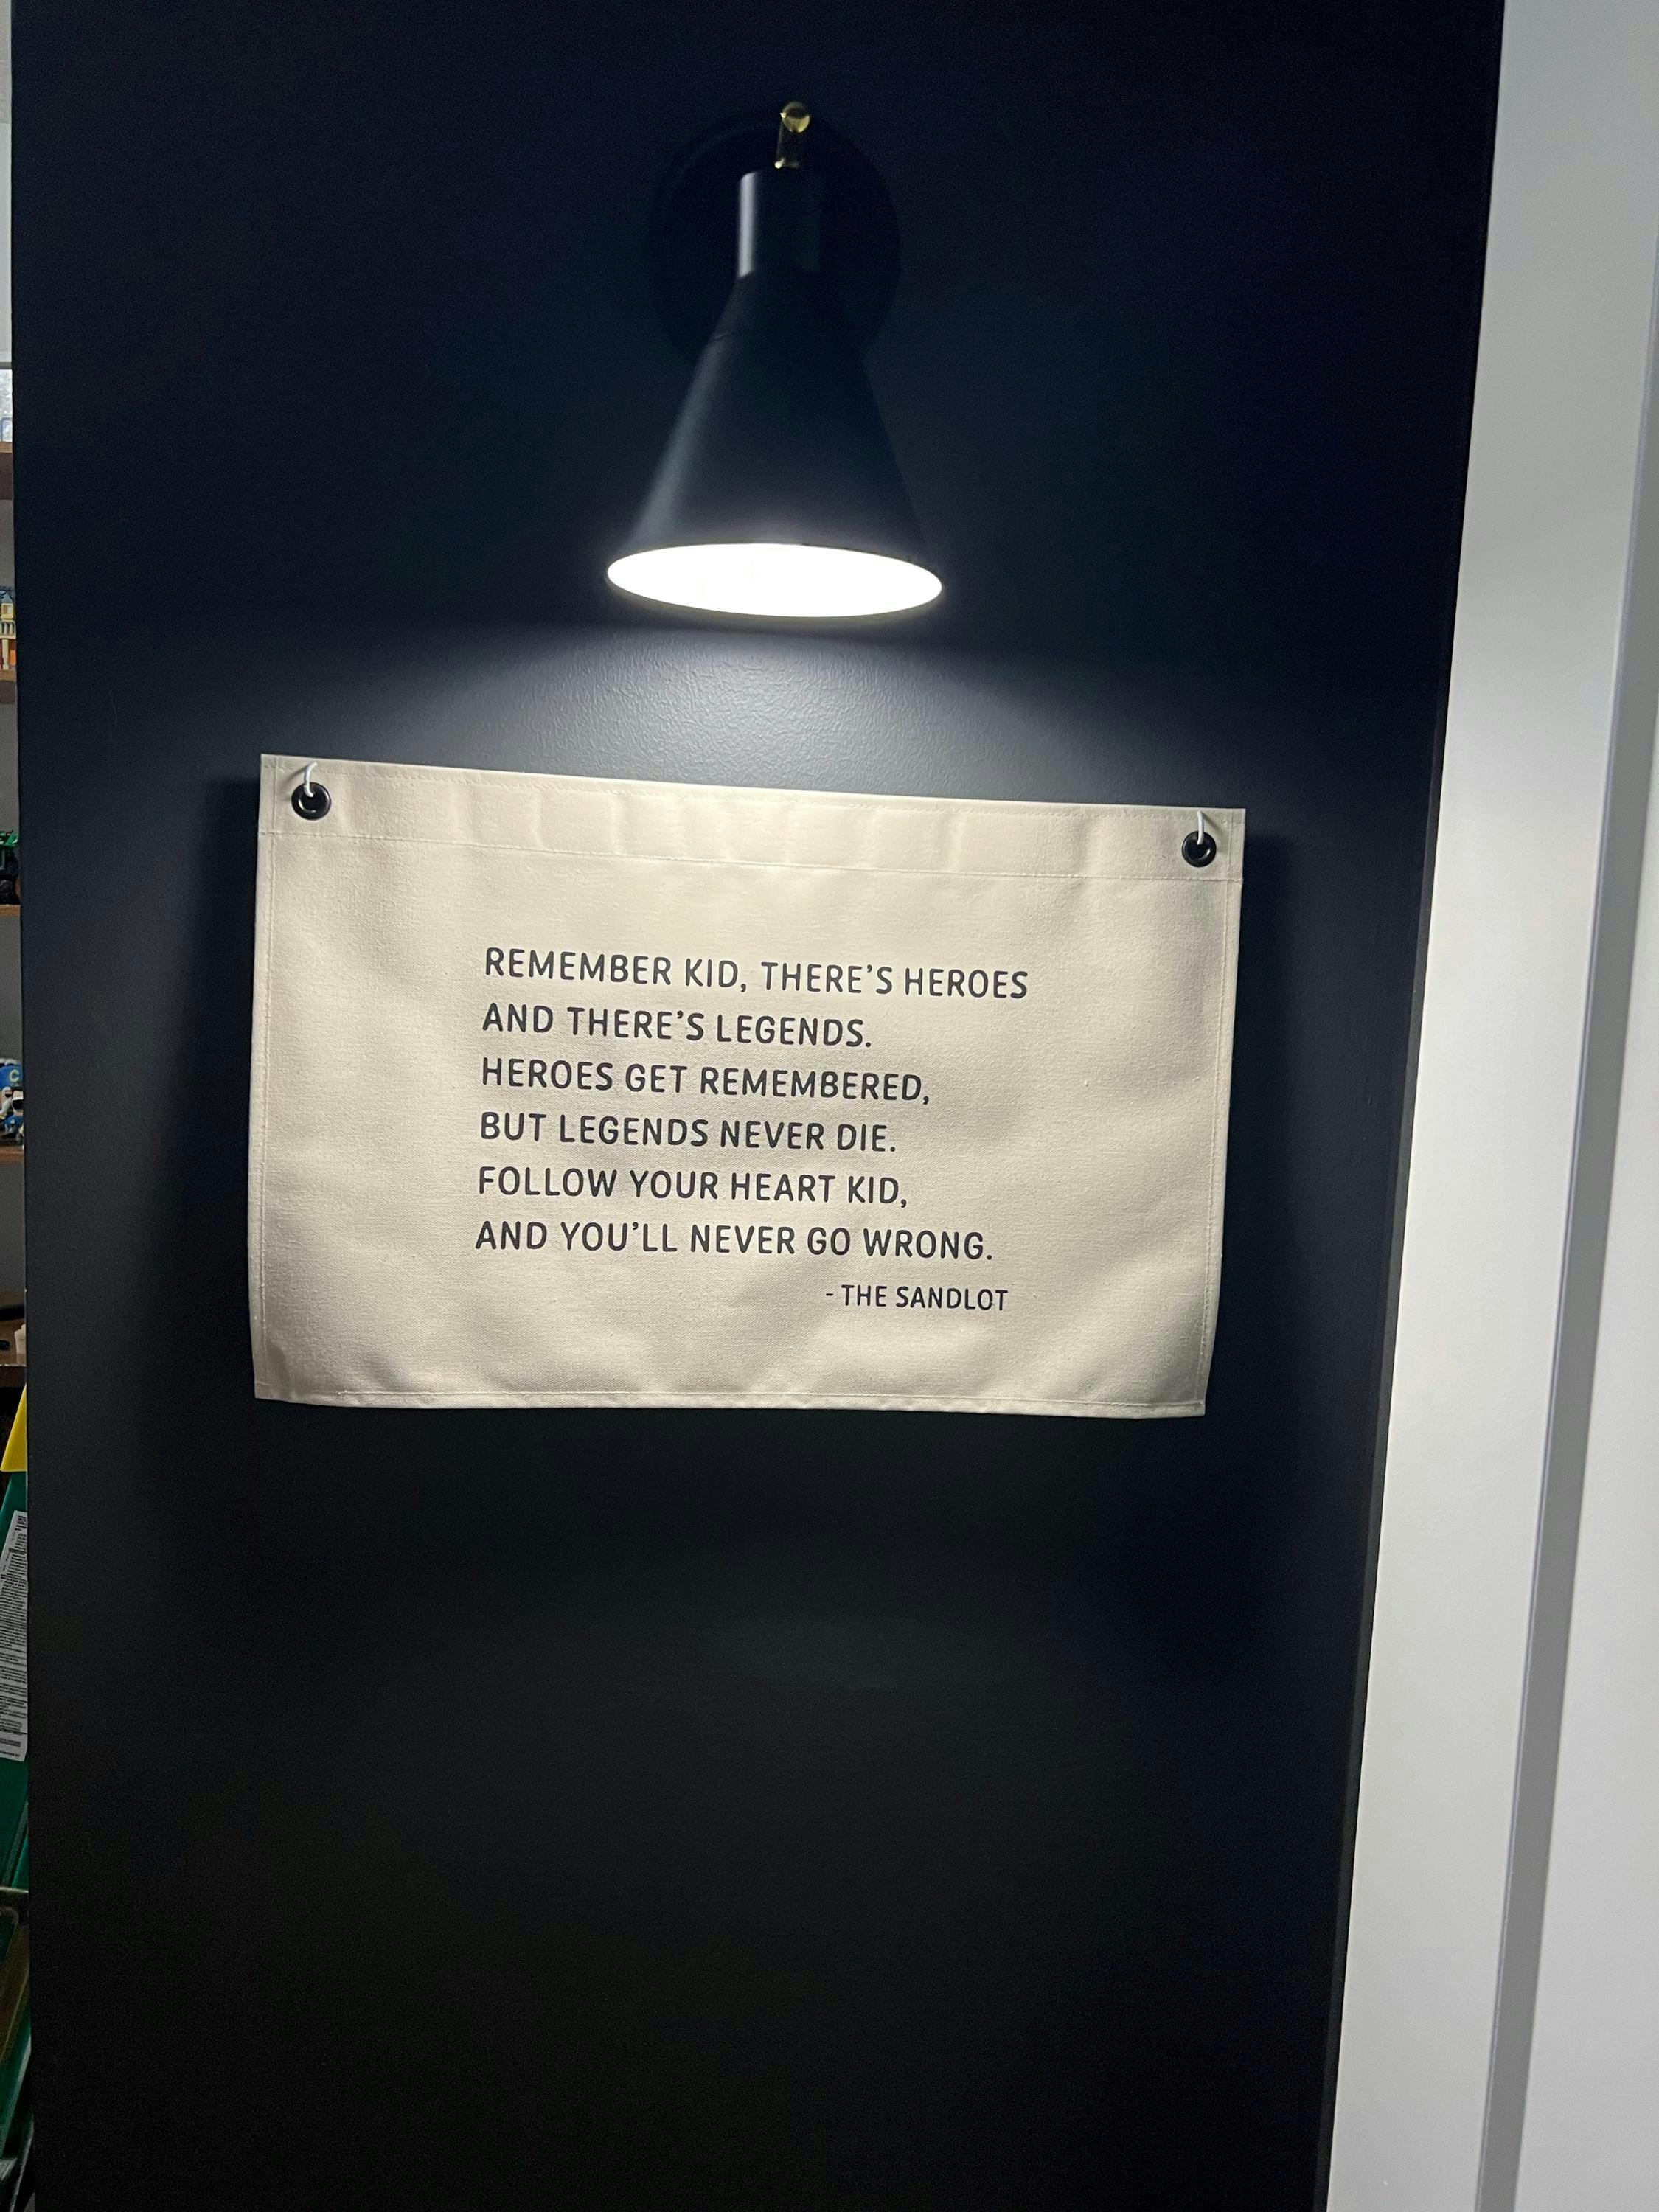 REMEMBER KID, THERE'S HEROES
AND THERE'S LEGENDS.
HEROES GET REMEMBERED,
BUT LEGENDS NEVER DIE.
FOLLOW YOUR HEART KID,
AND YOU'LL NEVER GO WRONG.
- THE SANDLOT